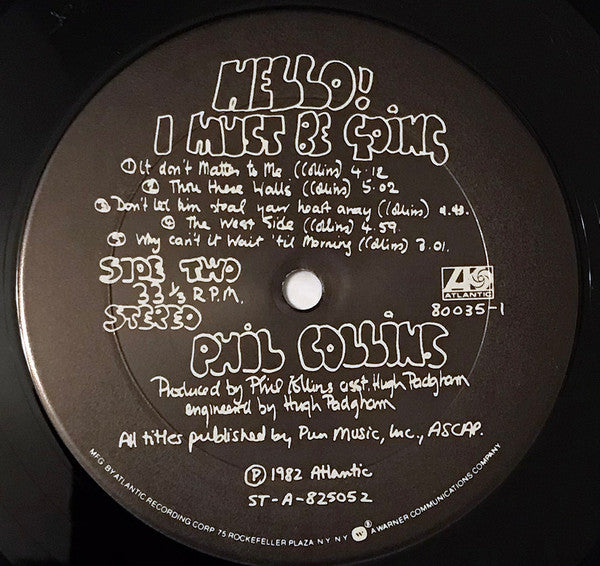 HELLO!
I MUST BE GOING
① It don't Matter to Me (Collins) 4:12
② Thru these Walls (Collins) 5:02
③ Don't let him steal your heart away (Collins) 4.43.
④ The West Side (Collins) 4 59.
⑤ Why can't it Wait 'til Morning (Collins) 3.01.
SIDE TWO
33 ⅓ R.P.M.
STEREO
ATLANTIC
80035-1
PHIL COLLINS
Produced by Phil Collins asst. Hugh Padgham
engineered by Hugh Padgham
All titles published by Pun Music, Inc., ASCAP.
Ⓟ 1982 Atlantic
ST-A-825052
MFG BY ATLANTIC RECORDING CORP 75 ROCKEFELLER PLAZA N Y NY W ® A WARNER COMMUNICATIONS COMPANY